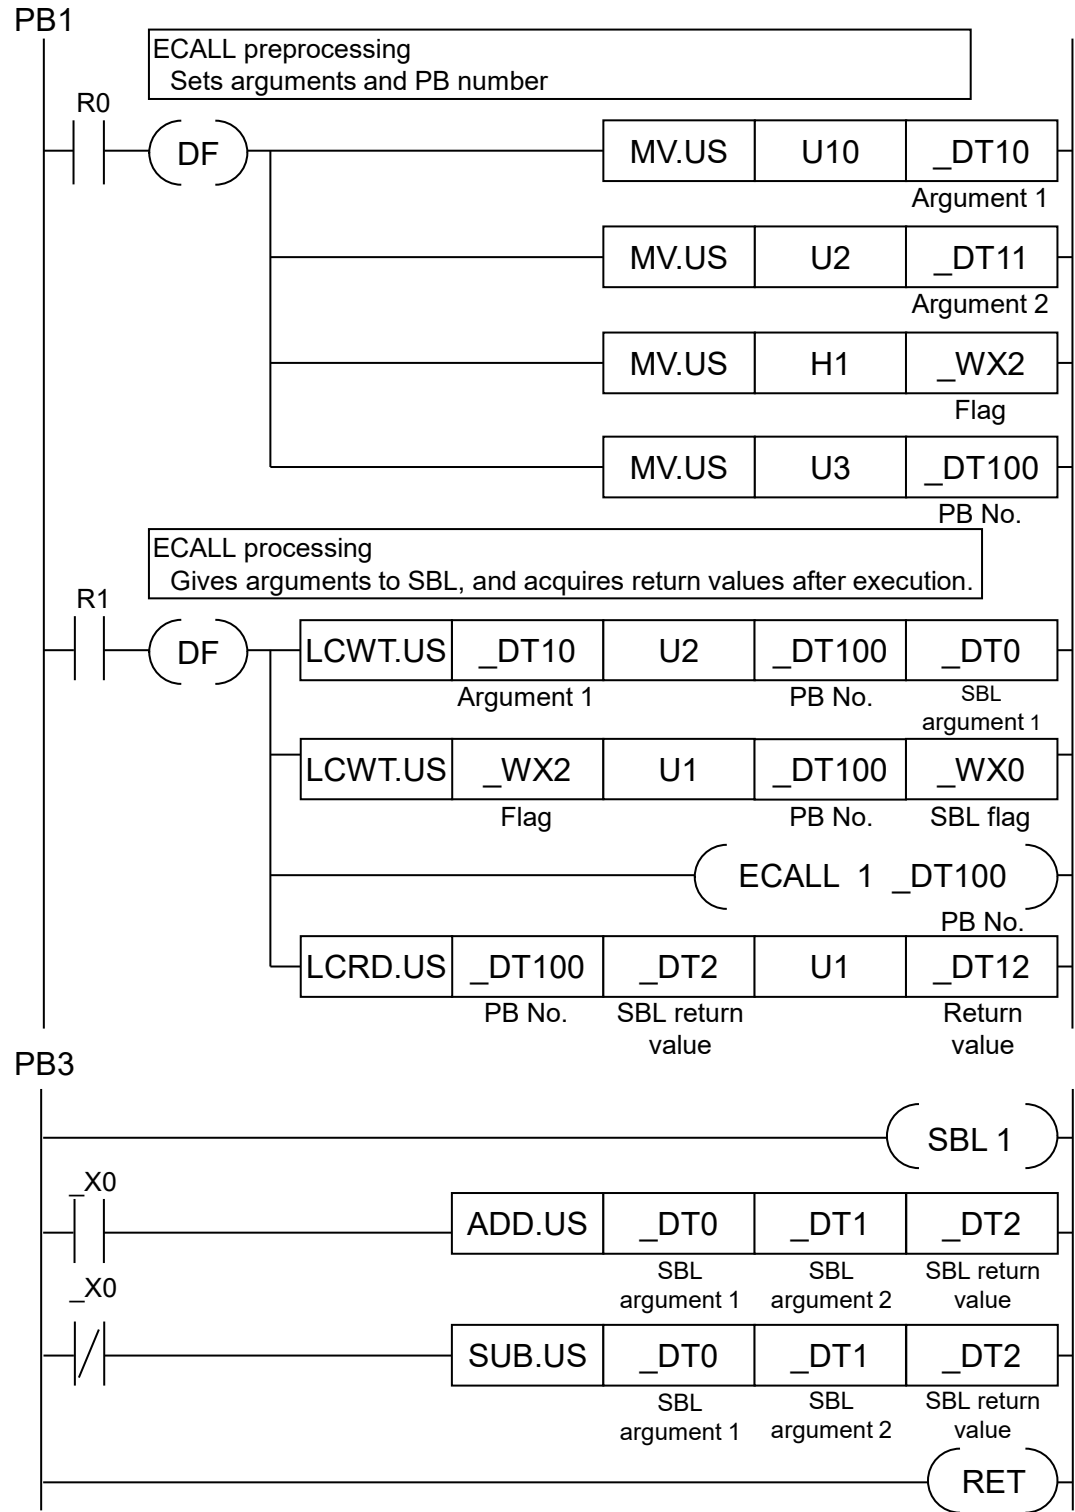 PB1
ECALL preprocessing
Sets arguments and PB number
R0
DF
MV.US U10 _DT10
Argument 1
MV.US U2 _DT11
Argument 2
MV.US H1 _WX2
Flag
MV.US U3 _DT100
PB No.
ECALL processing
Gives arguments to SBL, and acquires return values after execution.
R1
DF
LCWT.US _DT10 U2 _DT100 _DT0
Argument 1 PB No. SBL
argument 1
LCWT.US _WX2 U1 _DT100 _WX0
Flag PB No. SBL flag
ECALL 1 _DT100
PB No.
LCRD.US _DT100 _DT2 U1 _DT12
PB No. SBL return Return
value value
PB3
SBL 1
_X0
ADD.US _DT0 _DT1 _DT2
SBL SBL SBL return
argument 1 argument 2 value
_X0
SUB.US _DT0 _DT1 _DT2
SBL SBL SBL return
argument 1 argument 2 value
RET